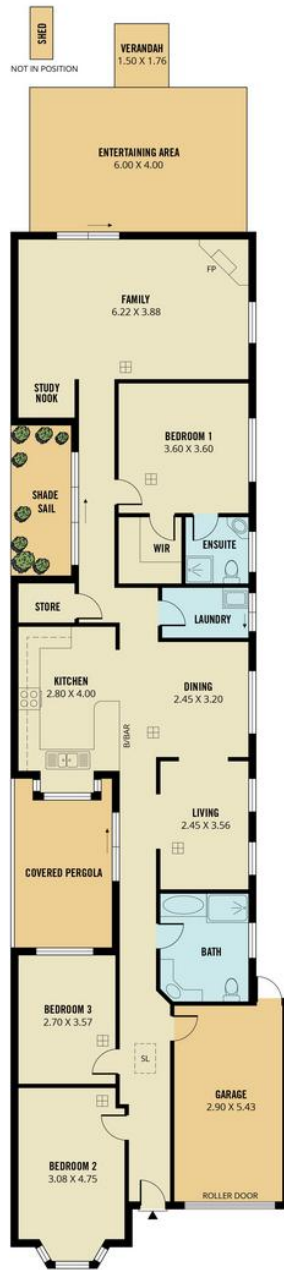 SHED
NOT IN POSITION
VERANDAH
1.50 X 1.76
ENTERTAINING AREA
6.00 X 4.00
FP
FAMILY
6.22 X 3.88
STUDY
NOOK
BEDROOM 1
3.60 X 3.60
SHADE
SAIL
WIR
ENSUITE
STORE
LAUNDRY
KITCHEN
2.80 X 4.00
DINING
2.45 X 3.20
B/BAR
LIVING
2.45 X 3.56
COVERED PERGOLA
BATH
BEDROOM 3
2.70 X 3.57
SL
GARAGE
2.90 X 5.43
BEDROOM 2
3.08 X 4.75
ROLLER DOOR